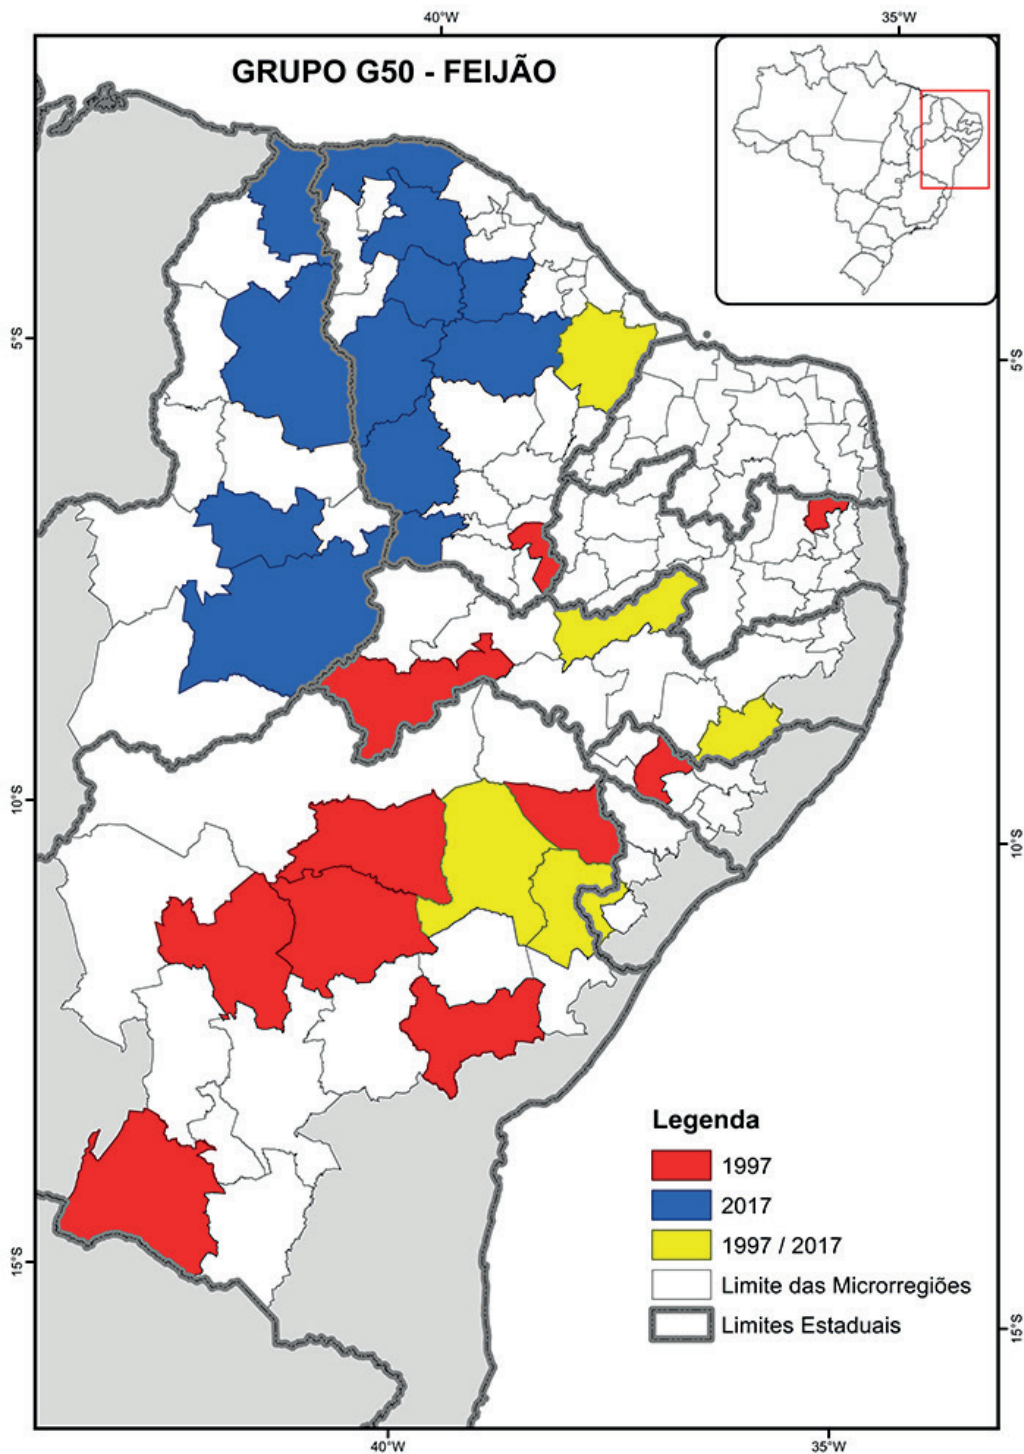 40°W
35°W
GRUPO G50 - FEIJÃO
5°S
5°S
10°S
10°S
Legenda
1997
2017
1997 / 2017
15°S
Limite das Microrregiões
Limites Estaduais
15°S
40°W
35°W